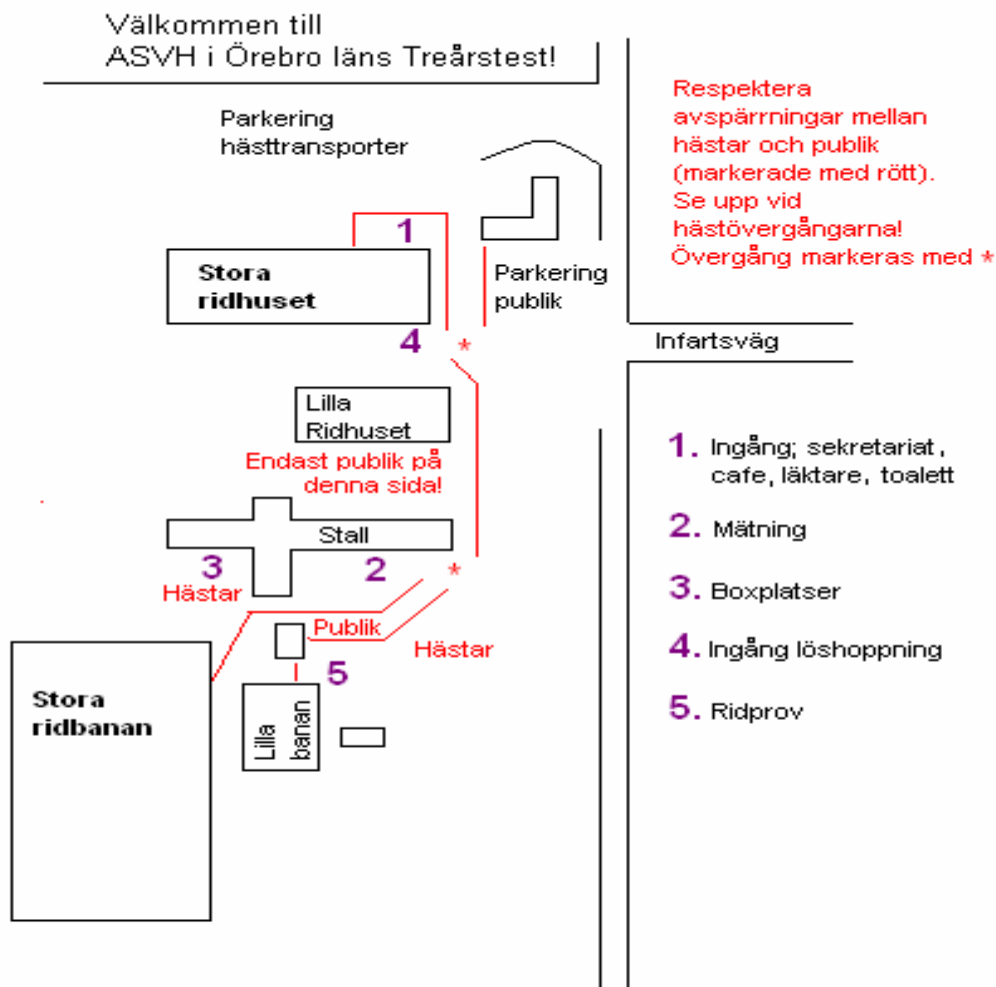 Välkommen till
ASVH i Örebro läns Treårstest!
Parkering
hästtransporter
Respektera
avspärrningar mellan
hästar och publik
(markerade med rött).
Se upp vid
hästövergångarna!
Övergång markeras med *
1
Stora
ridhuset
Parkering
publik
4 *
Infartsväg
Lilla
Ridhuset
Endast publik på
denna sida!
1. Ingång; sekretariat,
cafe, läktare, toalett
2. Mätning
3. Boxplatser
4. Ingång löshoppning
5. Ridprov
Stall
3
2
*
Hästar
Publik
Hästar
5
Stora
ridbanan
Lilla
banan